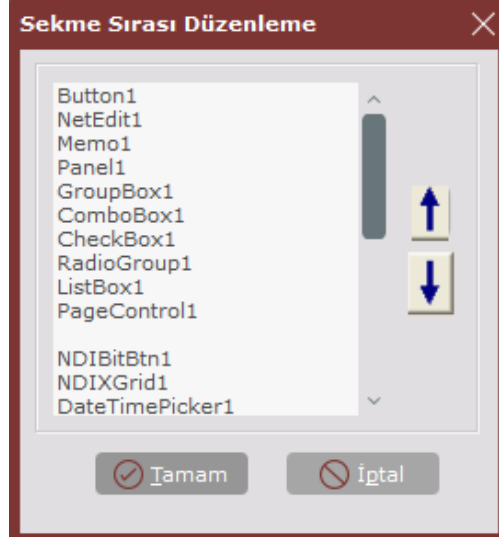 Sekme Sırası Düzenleme
Button1
NetEdit1
Memo1
Panel1
GroupBox1
ComboBox1
CheckBox1
RadioGroup1
ListBox1
PageControl1
NDIBitBtn1
NDIXGrid1
DateTimePicker1
Tamam
İptal